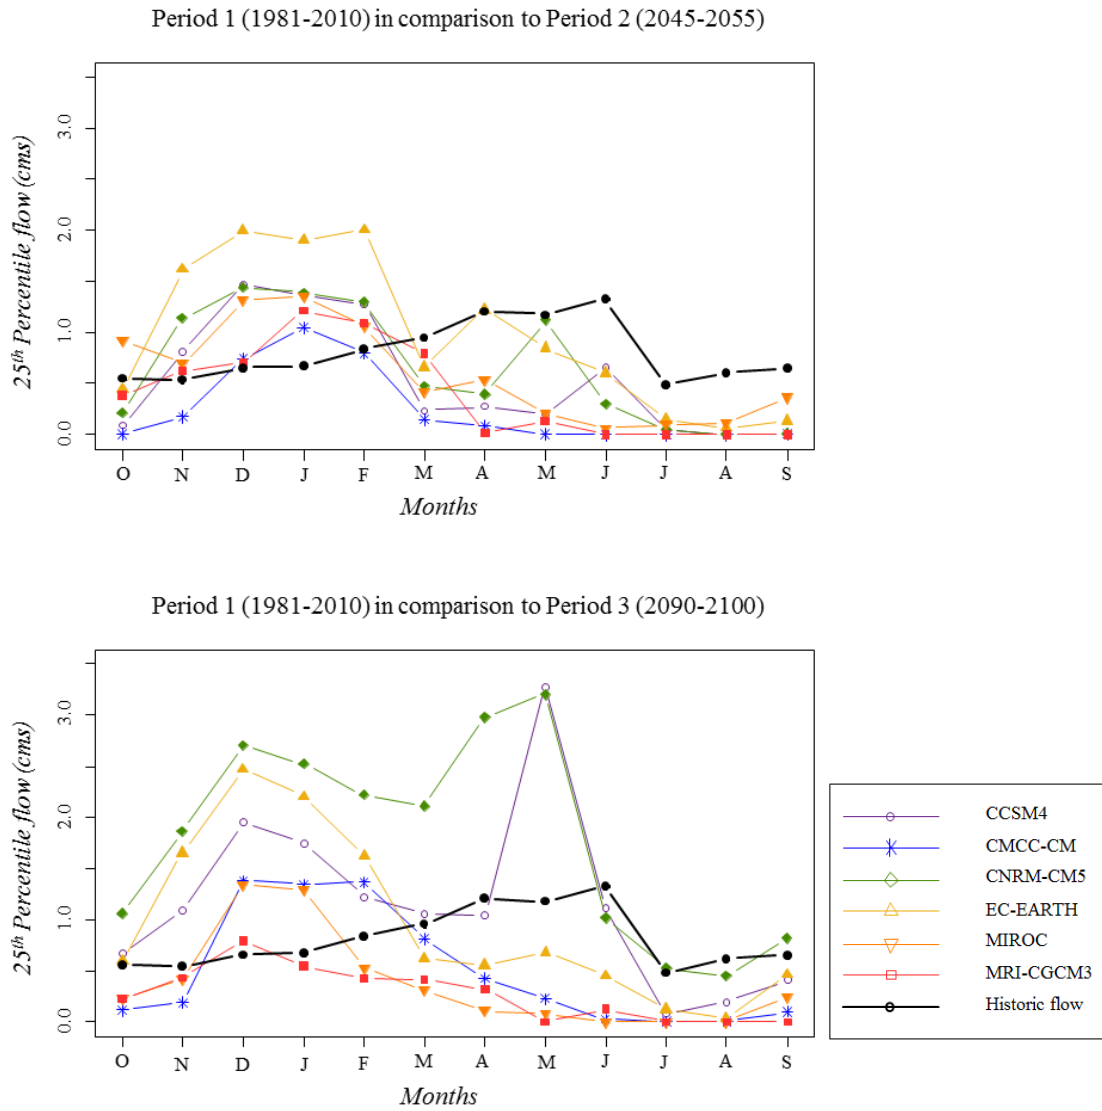 Period 1 (1981-2010) in comparison to Period 2 (2045-2055)
25th Percentile flow (cms)
3.0
2.0
1.0
0.0
O N D J F M A M J J A S
Months
Period 1 (1981-2010) in comparison to Period 3 (2090-2100)
25th Percentile flow (cms)
3.0
2.0
1.0
0.0
O N D J F M A M J J A S
Months
CCSM4
CMCC-CM
CNRM-CM5
EC-EARTH
MIROC
MRI-CGCM3
Historic flow